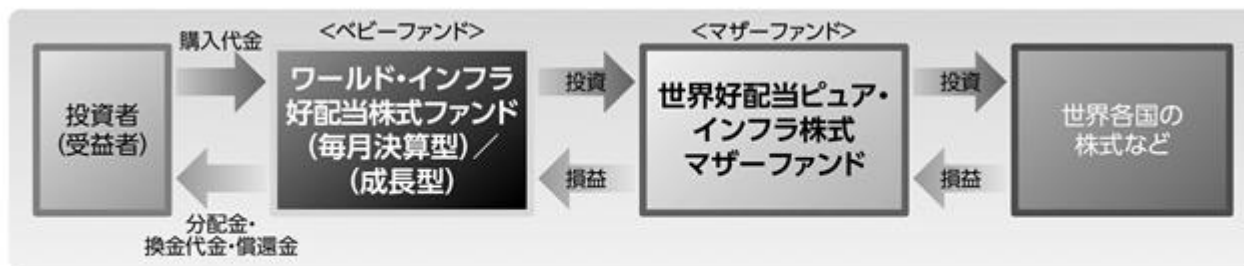 購入代金
<ベビーファンド>
<マザーファンド>
投資者
(受益者)
ワールド・インフラ
好配当株式ファンド
(毎月決算型)／
(成長型)
投資
損益
世界好配当ピュア・
インフラ株式
マザーファンド
投資
損益
世界各国の
株式など
分配金・
換金代金・償還金